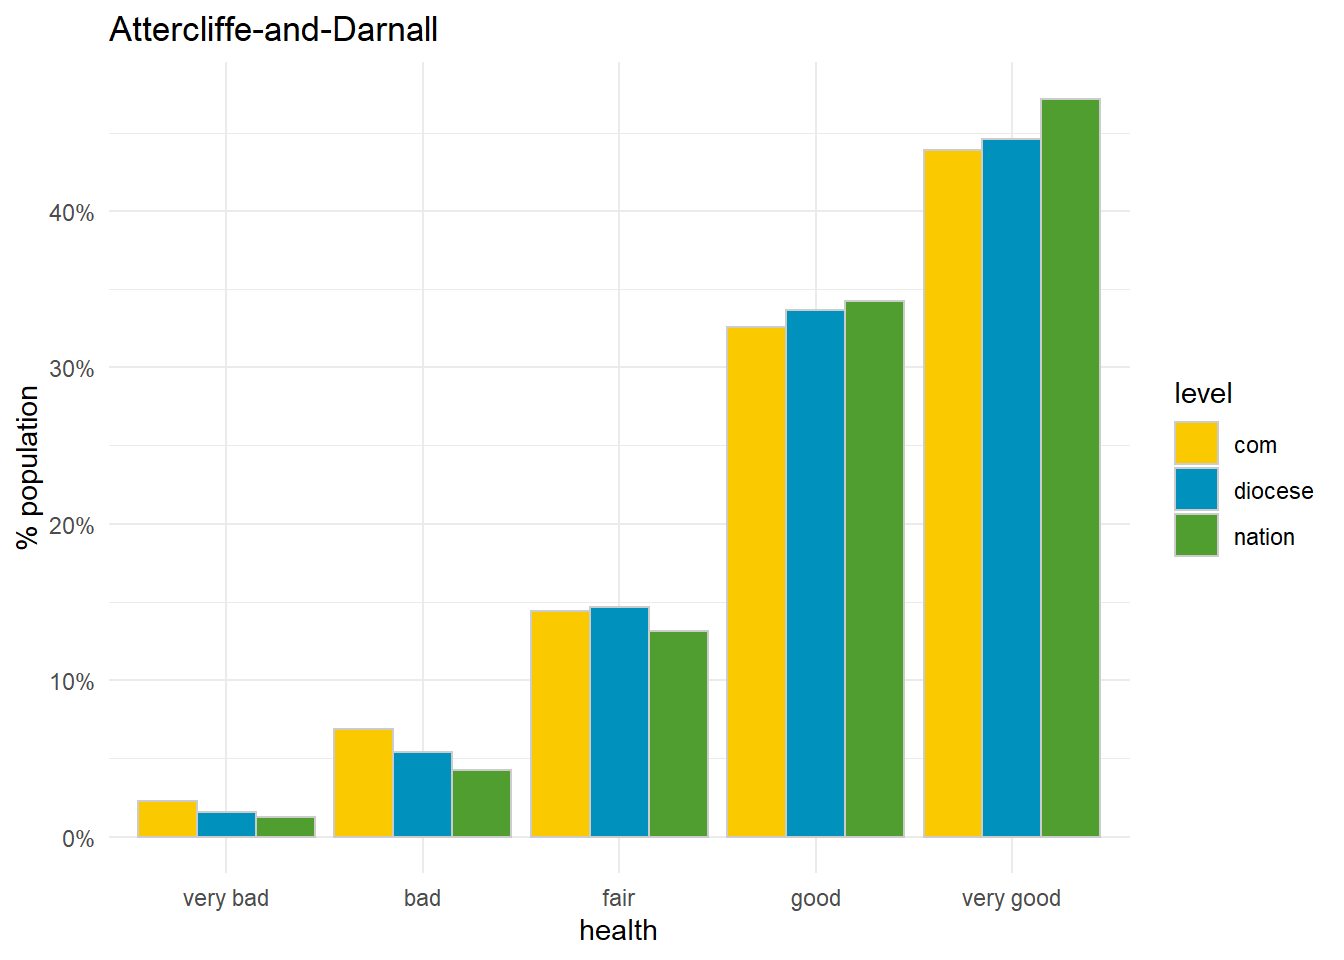 Attercliffe-and-Darnall
40%
30%
20%
10%
0%
% population
very bad
bad
fair
good
very good
health
level
com
diocese
nation